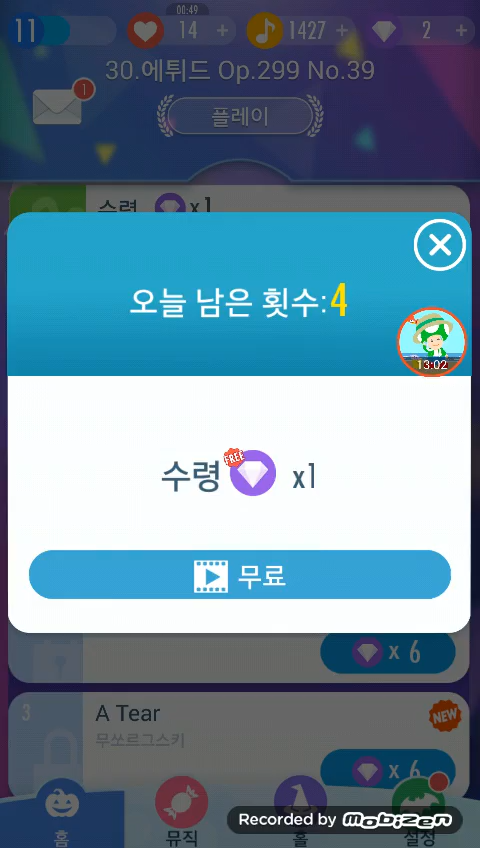 00:49
11
14 +
1427 +
2 +
30.에튀드 Op.299 No.39
1
플레이
수령 x1
오늘 남은 횟수:4
13:02
수령 FREE x1
무료
x 6
3
A Tear
NEW
무쏘르그스키
x 6
홈
뮤직
홀
설정
Recorded by Mobizen